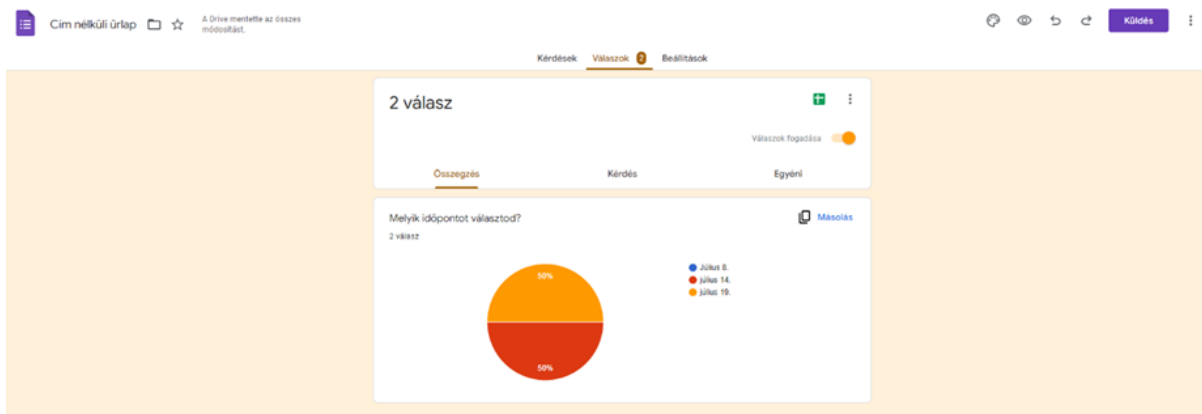 Cím nélküli űrlap
A Drive mentette az összes
módosítást.
Küldés
Kérdések Válaszok 2 Beállítások
2 válasz
Válaszok fogadása
Összegzés Kérdés Egyéni
Melyik időpontot választod?
Másolás
2 válasz
50%
50%
Július 8.
július 14.
július 19.